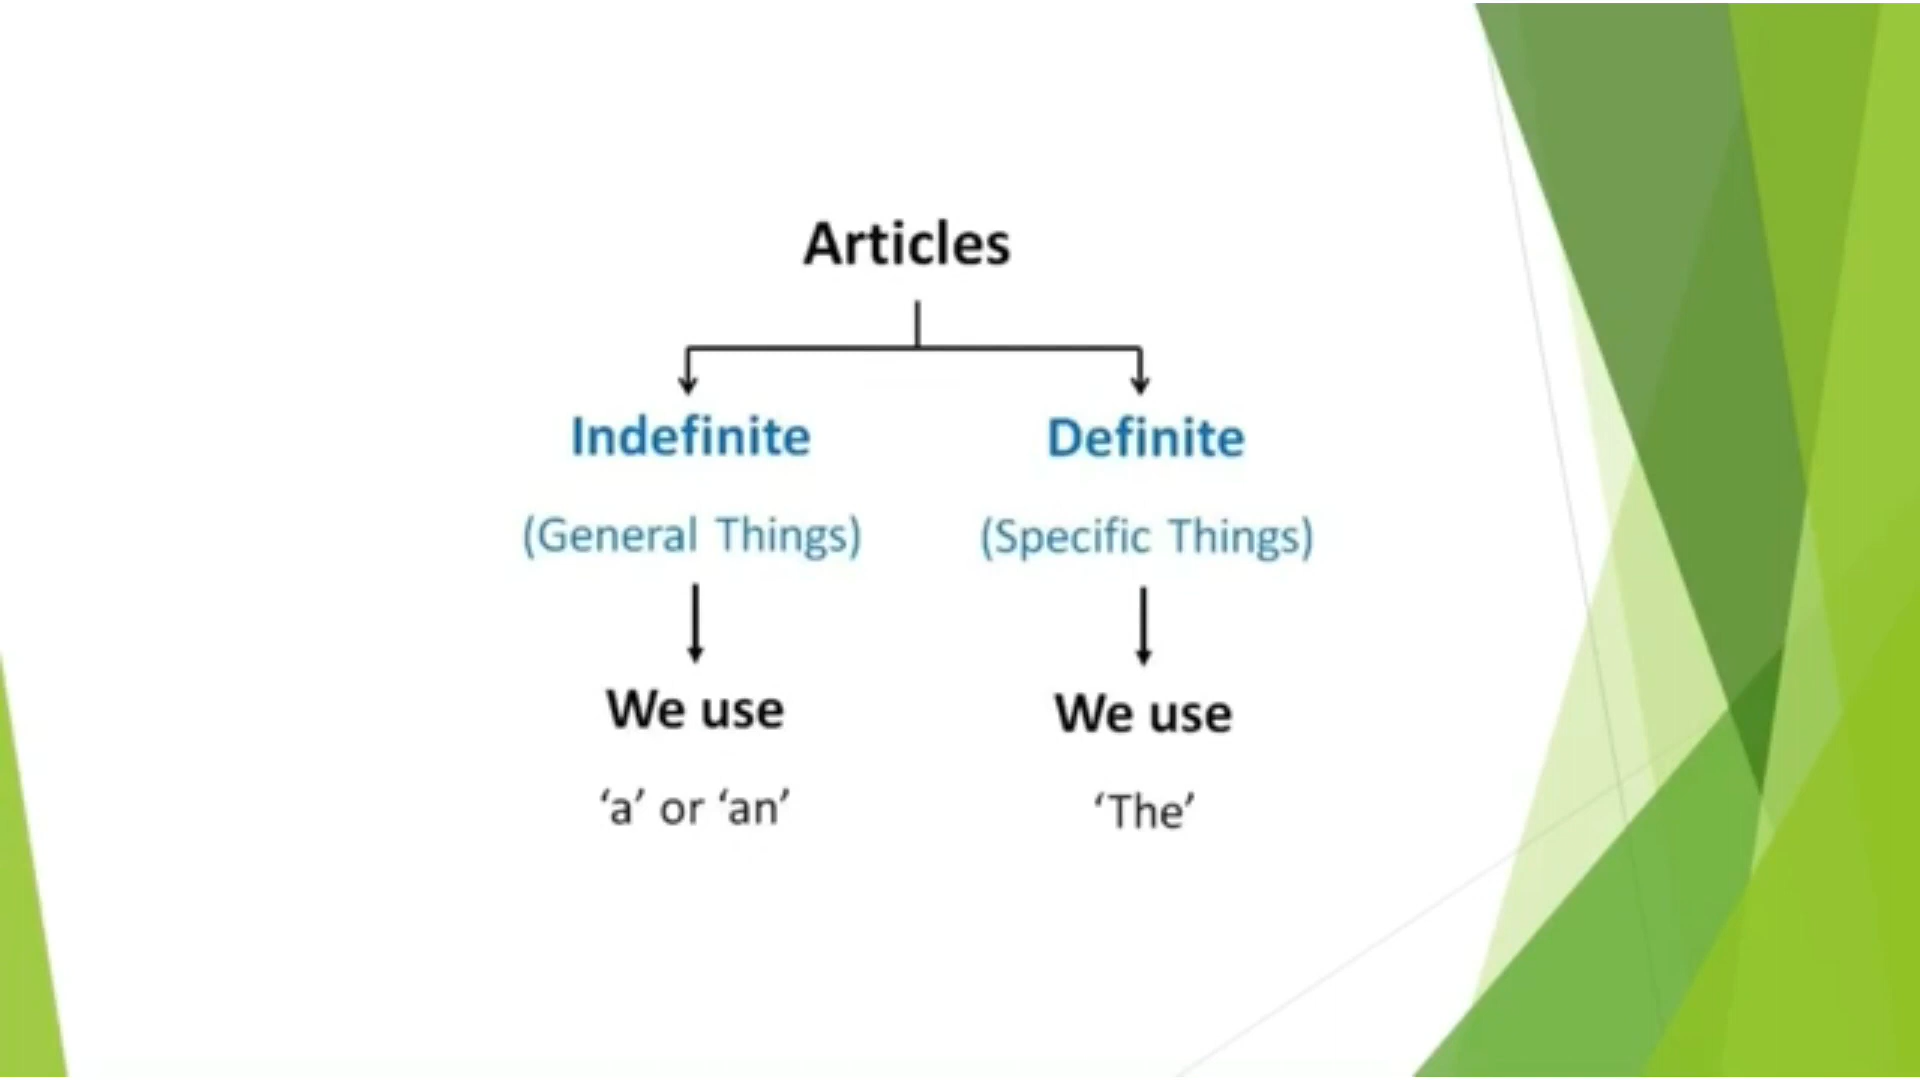 Articles
Indefinite Definite
(General Things) (Specific Things)
We use We use
‘a’ or ‘an’ ‘The’